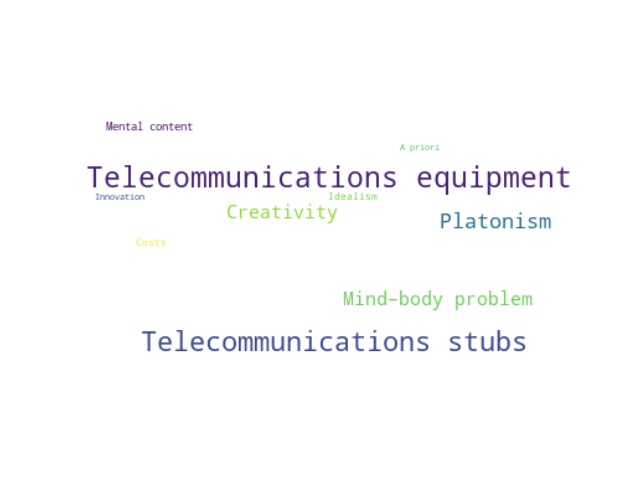 Mental content
A priori
Telecommunications equipment
Innovation
Idealism
Creativity
Platonism
Costs
Mind–body problem
Telecommunications stubs